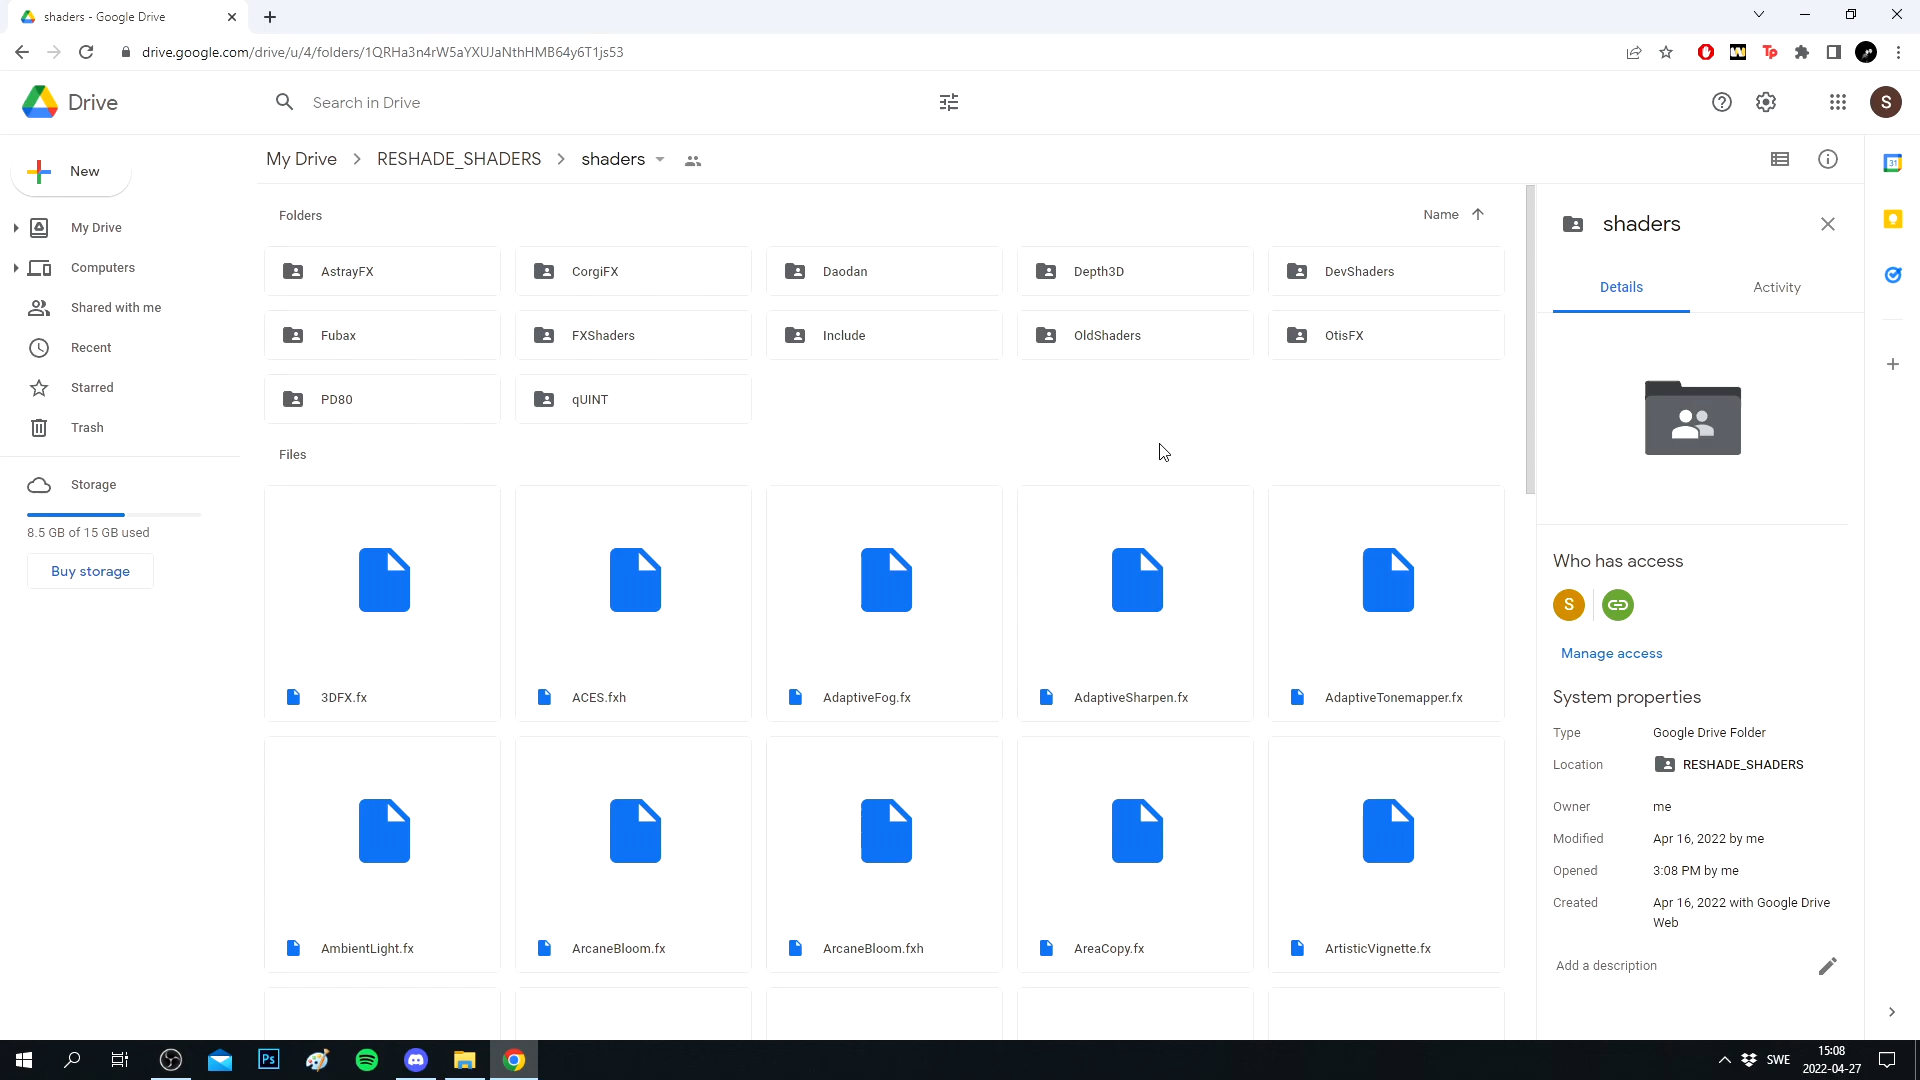 shaders - Google Drive
drive.google.com/drive/u/4/folders/1QRHa3n4rW5aYXUJaNthHMB64y6T1js53
Drive
Search in Drive
S
New
My Drive
Computers
Shared with me
Recent
Starred
Trash
Storage
8.5 GB of 15 GB used
Buy storage
My Drive > RESHADE_SHADERS > shaders
Folders
Name
AstrayFX
CorgiFX
Daodan
Depth3D
DevShaders
Fubax
FXShaders
Include
OldShaders
OtisFX
PD80
qUINT
Files
3DFX.fx
ACES.fxh
AdaptiveFog.fx
AdaptiveSharpen.fx
AdaptiveTonemapper.fx
AmbientLight.fx
ArcaneBloom.fx
ArcaneBloom.fxh
AreaCopy.fx
ArtisticVignette.fx
shaders
Details
Activity
Who has access
S
Manage access
System properties
Type Google Drive Folder
Location RESHADE_SHADERS
Owner me
Modified Apr 16, 2022 by me
Opened 3:08 PM by me
Created Apr 16, 2022 with Google Drive
Web
Add a description
31
Tp
Ps
SWE
15:08
2022-04-27